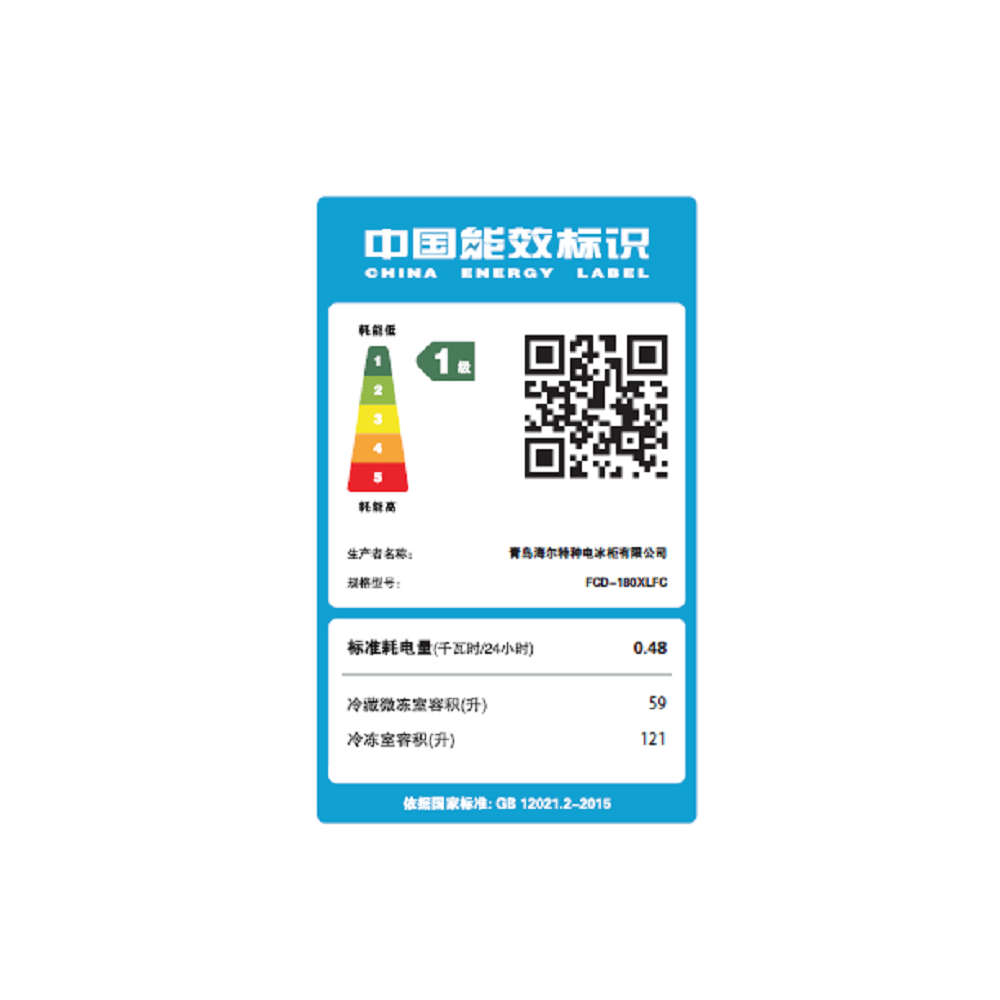 中国能效标识
CHINA ENERGY LABEL
耗能低
1
1级
2
3
4
5
耗能高
生产者名称: 青岛海尔特种电冰柜有限公司
规格型号: FCD-180XLFC
标准耗电量(千瓦时/24小时) 0.48
冷藏微冻室容积(升) 59
冷冻室容积(升) 121
依据国家标准: GB 12021.2-2015